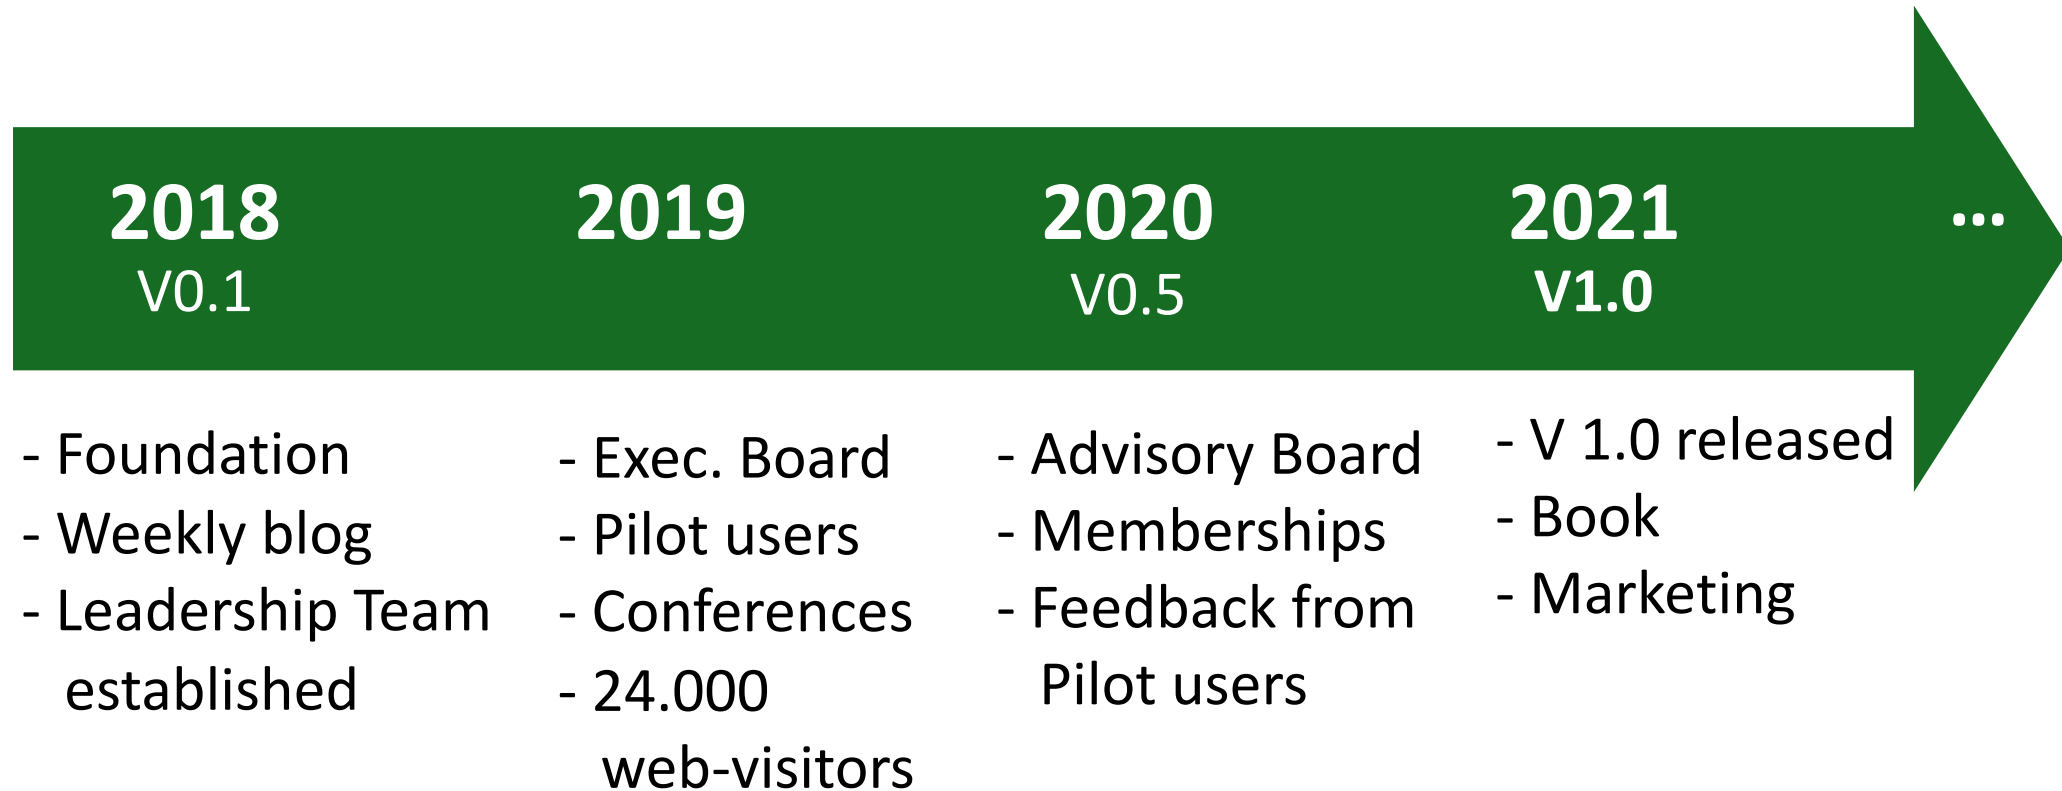 2018
V0.1
2019
2020
V0.5
2021
V1.0
...
- Foundation
- Weekly blog
- Leadership Team
established
- Exec. Board
- Pilot users
- Conferences
- 24.000
web-visitors
- Advisory Board
- Memberships
- Feedback from
Pilot users
- V 1.0 released
- Book
- Marketing